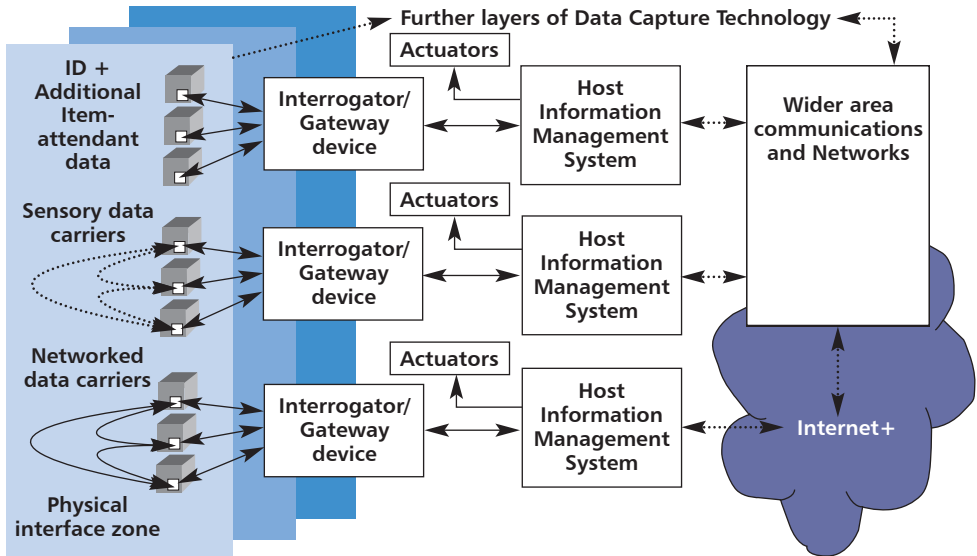 Further layers of Data Capture Technology
ID +
Additional
Item-
attendant
data
Interrogator/
Gateway
device
Actuators
Host
Information
Management
System
Wider area
communications
and Networks
Sensory data
carriers
Interrogator/
Gateway
device
Actuators
Host
Information
Management
System
Networked
data carriers
Interrogator/
Gateway
device
Actuators
Host
Information
Management
System
Internet+
Physical
interface zone